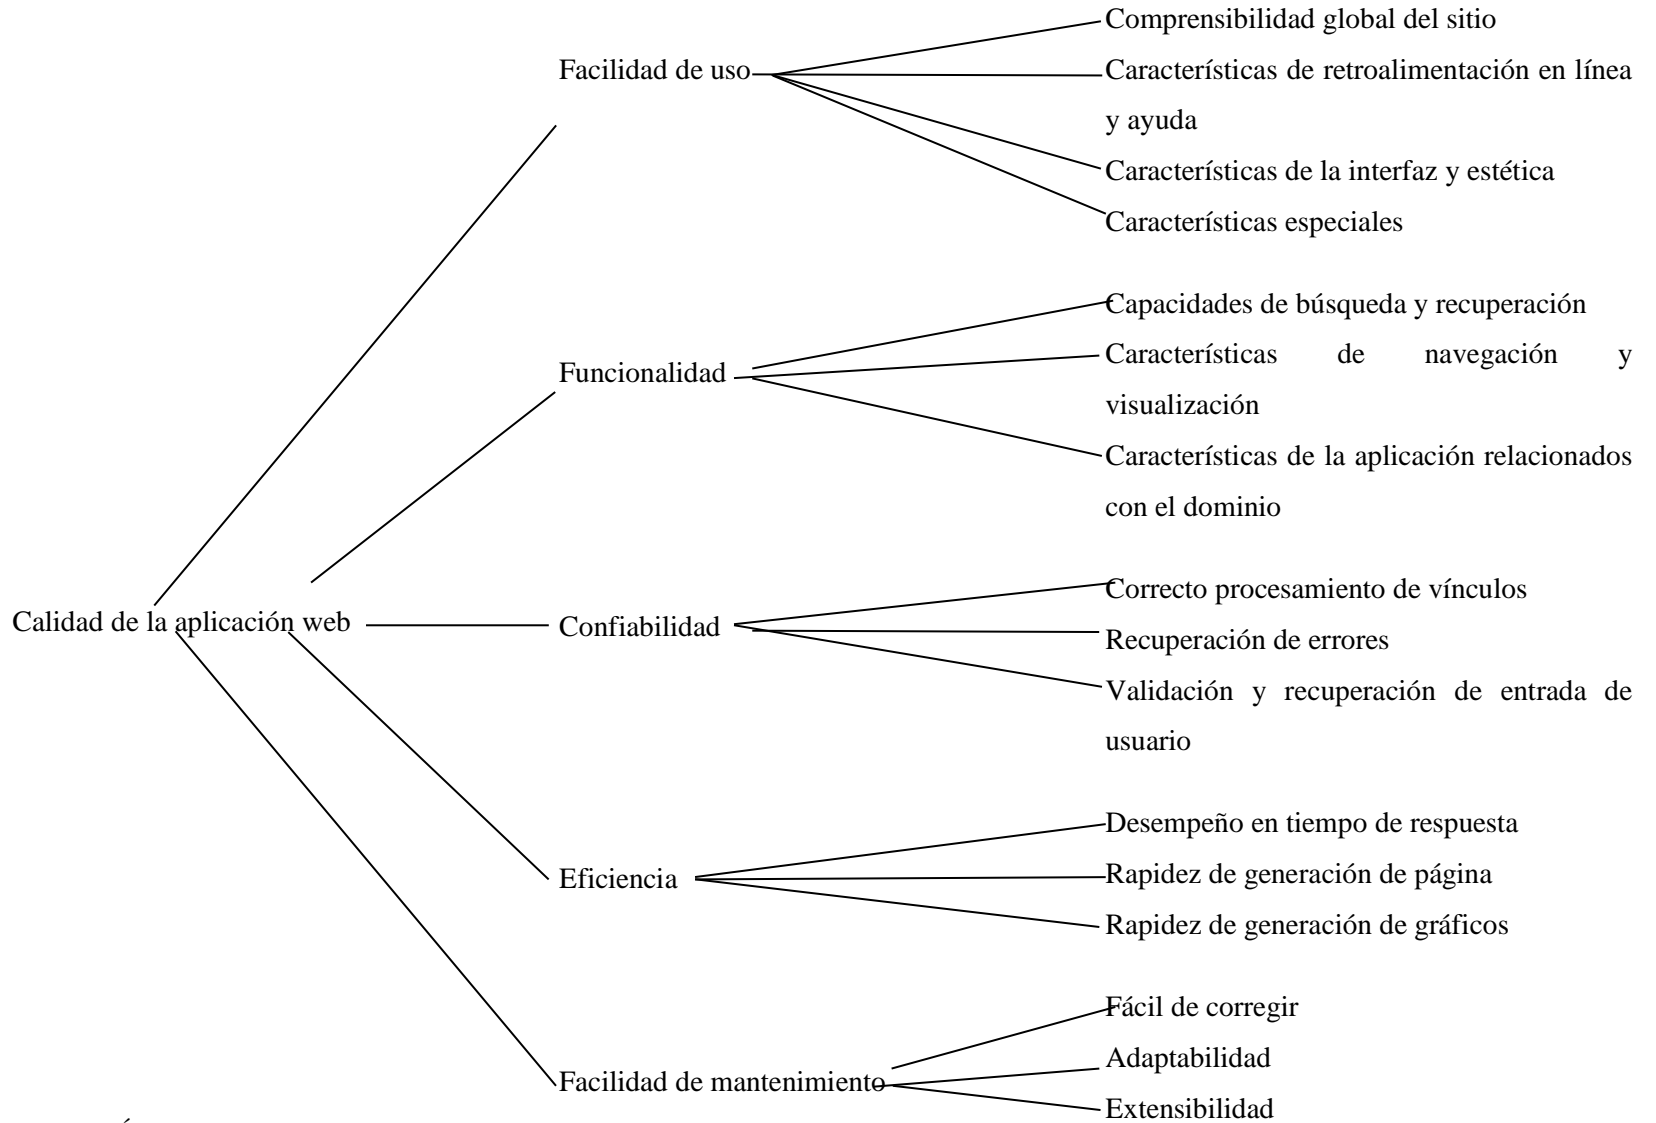 Comprensibilidad global del sitio
Facilidad de uso
Características de retroalimentación en línea
y ayuda
Características de la interfaz y estética
Características especiales
Capacidades de búsqueda y recuperación
Características de navegación y
visualización
Funcionalidad
Características de la aplicación relacionados
con el dominio
Correcto procesamiento de vínculos
Calidad de la aplicación web
Confiabilidad
Recuperación de errores
Validación y recuperación de entrada de
usuario
Desempeño en tiempo de respuesta
Eficiencia
Rapidez de generación de página
Rapidez de generación de gráficos
Fácil de corregir
Facilidad de mantenimiento
Adaptabilidad
Extensibilidad